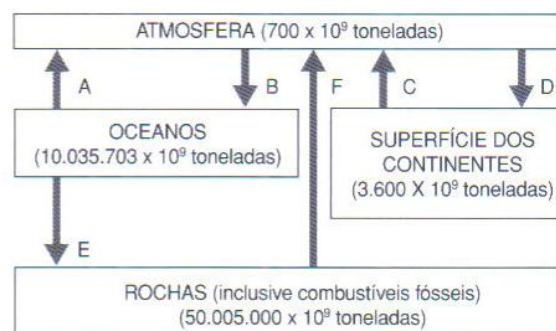 ATMOSFERA (700 x 10⁹ toneladas)
A
B
F
C
D
OCEANOS
(10.035.703 x 10⁹ toneladas)
SUPERFÍCIE DOS
CONTINENTES
(3.600 X 10⁹ toneladas)
E
ROCHAS (inclusive combustíveis fósseis)
(50.005.000 x 10⁹ toneladas)